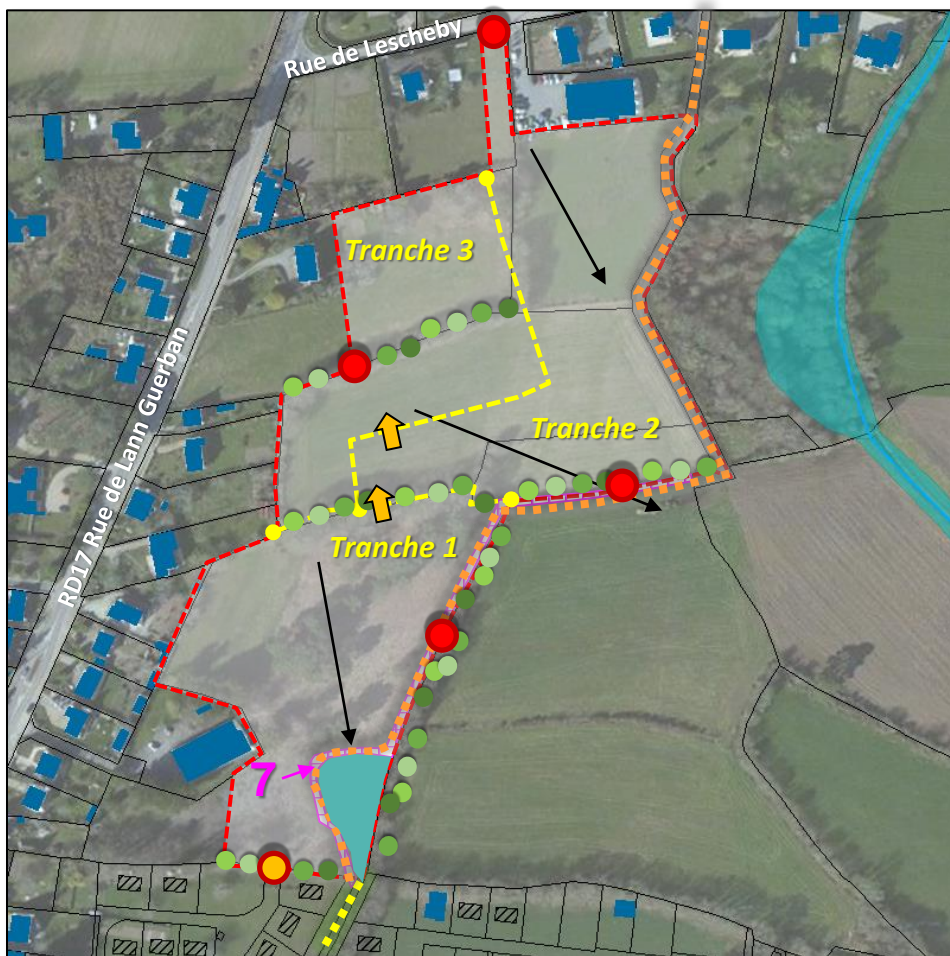 Rue de Lescheby
Tranche 3
RD17 Rue de Lann Guerban
Tranche 2
Tranche 1
7